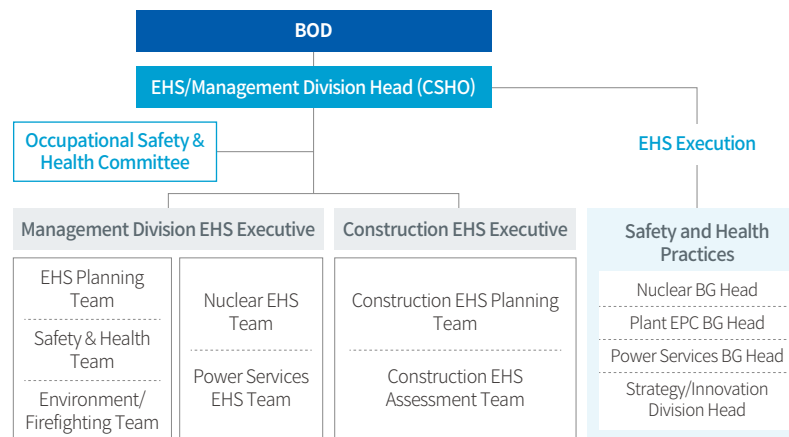 BOD
EHS/Management Division Head (CSHO)
Occupational Safety &
Health Committee
EHS Execution
Management Division EHS Executive
EHS Planning
Team
Safety & Health
Team
Environment/
Firefighting Team
Nuclear EHS
Team
Power Services
EHS Team
Construction EHS Executive
Construction EHS Planning
Team
Construction EHS
Assessment Team
Safety and Health
Practices
Nuclear BG Head
Plant EPC BG Head
Power Services BG Head
Strategy/Innovation
Division Head